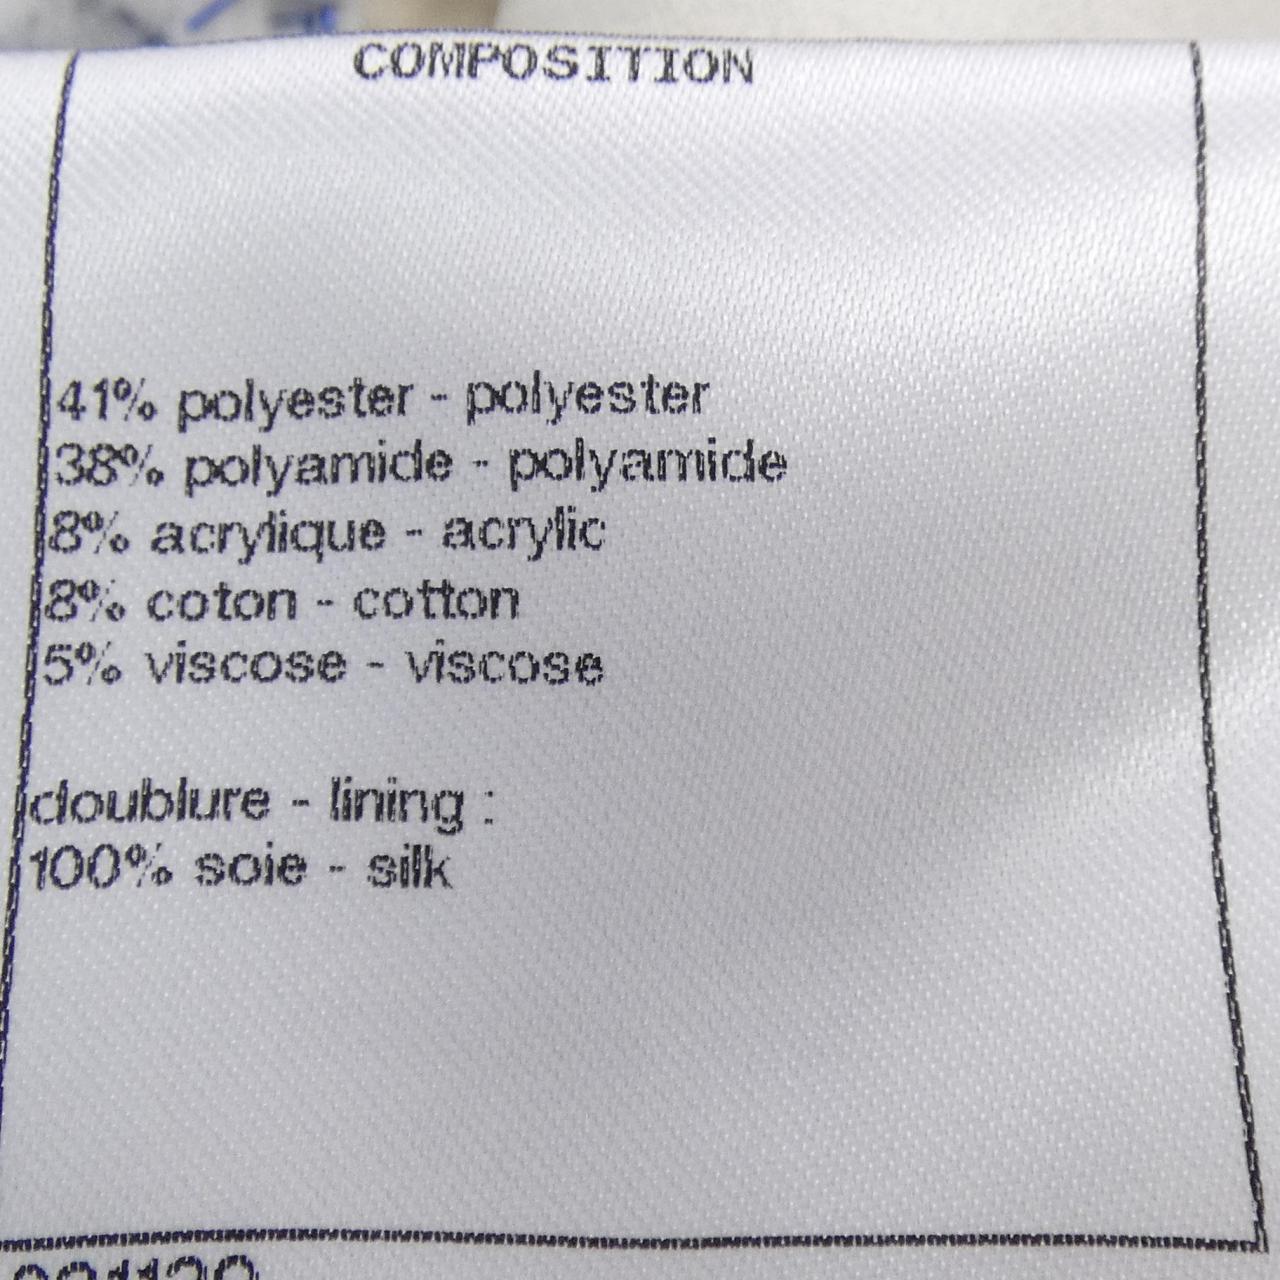 COMPOSITION
41% polyester - polyester
38% polyamide - polyamide
8% acrylique - acrylic
8% coton - cotton
5% viscose - viscose
doublure - lining :
100% soie - silk